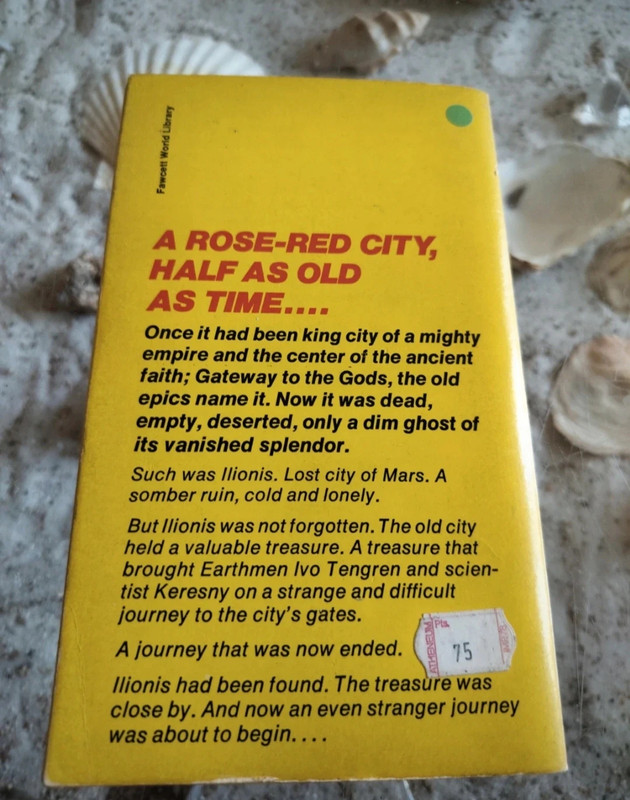 Fawcett World Library
A ROSE-RED CITY,
HALF AS OLD
AS TIME....
Once it had been king city of a mighty
empire and the center of the ancient
faith; Gateway to the Gods, the old
epics name it. Now it was dead,
empty, deserted, only a dim ghost of
its vanished splendor.
Such was Ilionis. Lost city of Mars. A
somber ruin, cold and lonely.
But Ilionis was not forgotten. The old city
held a valuable treasure. A treasure that
brought Earthmen Ivo Tengren and scien-
tist Keresny on a strange and difficult
journey to the city's gates.
A journey that was now ended.
ATHENEUM
75
Ilionis had been found. The treasure was
close by. And now an even stranger journey
was about to begin....